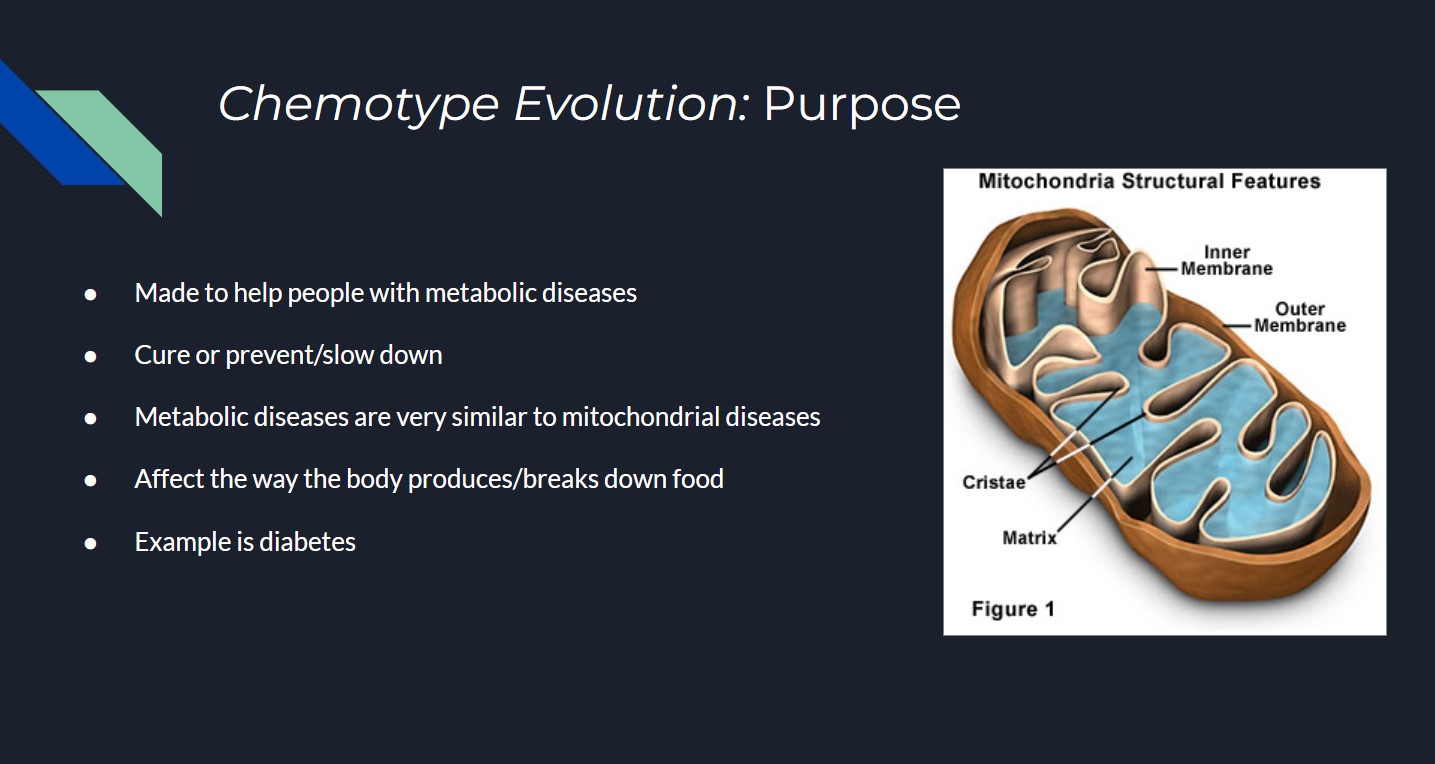 Chemotype Evolution: Purpose
● Made to help people with metabolic diseases
● Cure or prevent/slow down
● Metabolic diseases are very similar to mitochondrial diseases
● Affect the way the body produces/breaks down food
● Example is diabetes
Mitochondria Structural Features
Inner
Membrane
Outer
Membrane
Cristae
Matrix
Figure 1